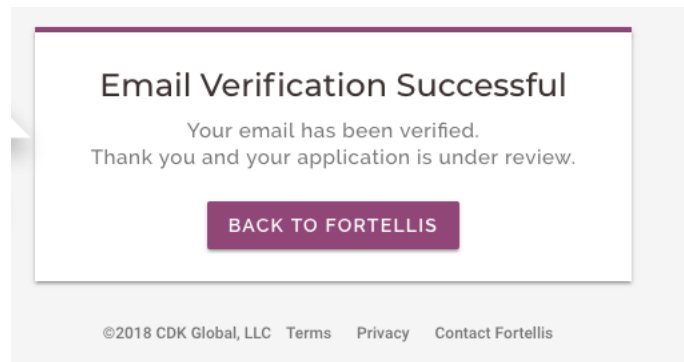 Email Verification Successful
Your email has been verified.
Thank you and your application is under review.
BACK TO FORTELLIS
©2018 CDK Global, LLC Terms Privacy Contact Fortellis